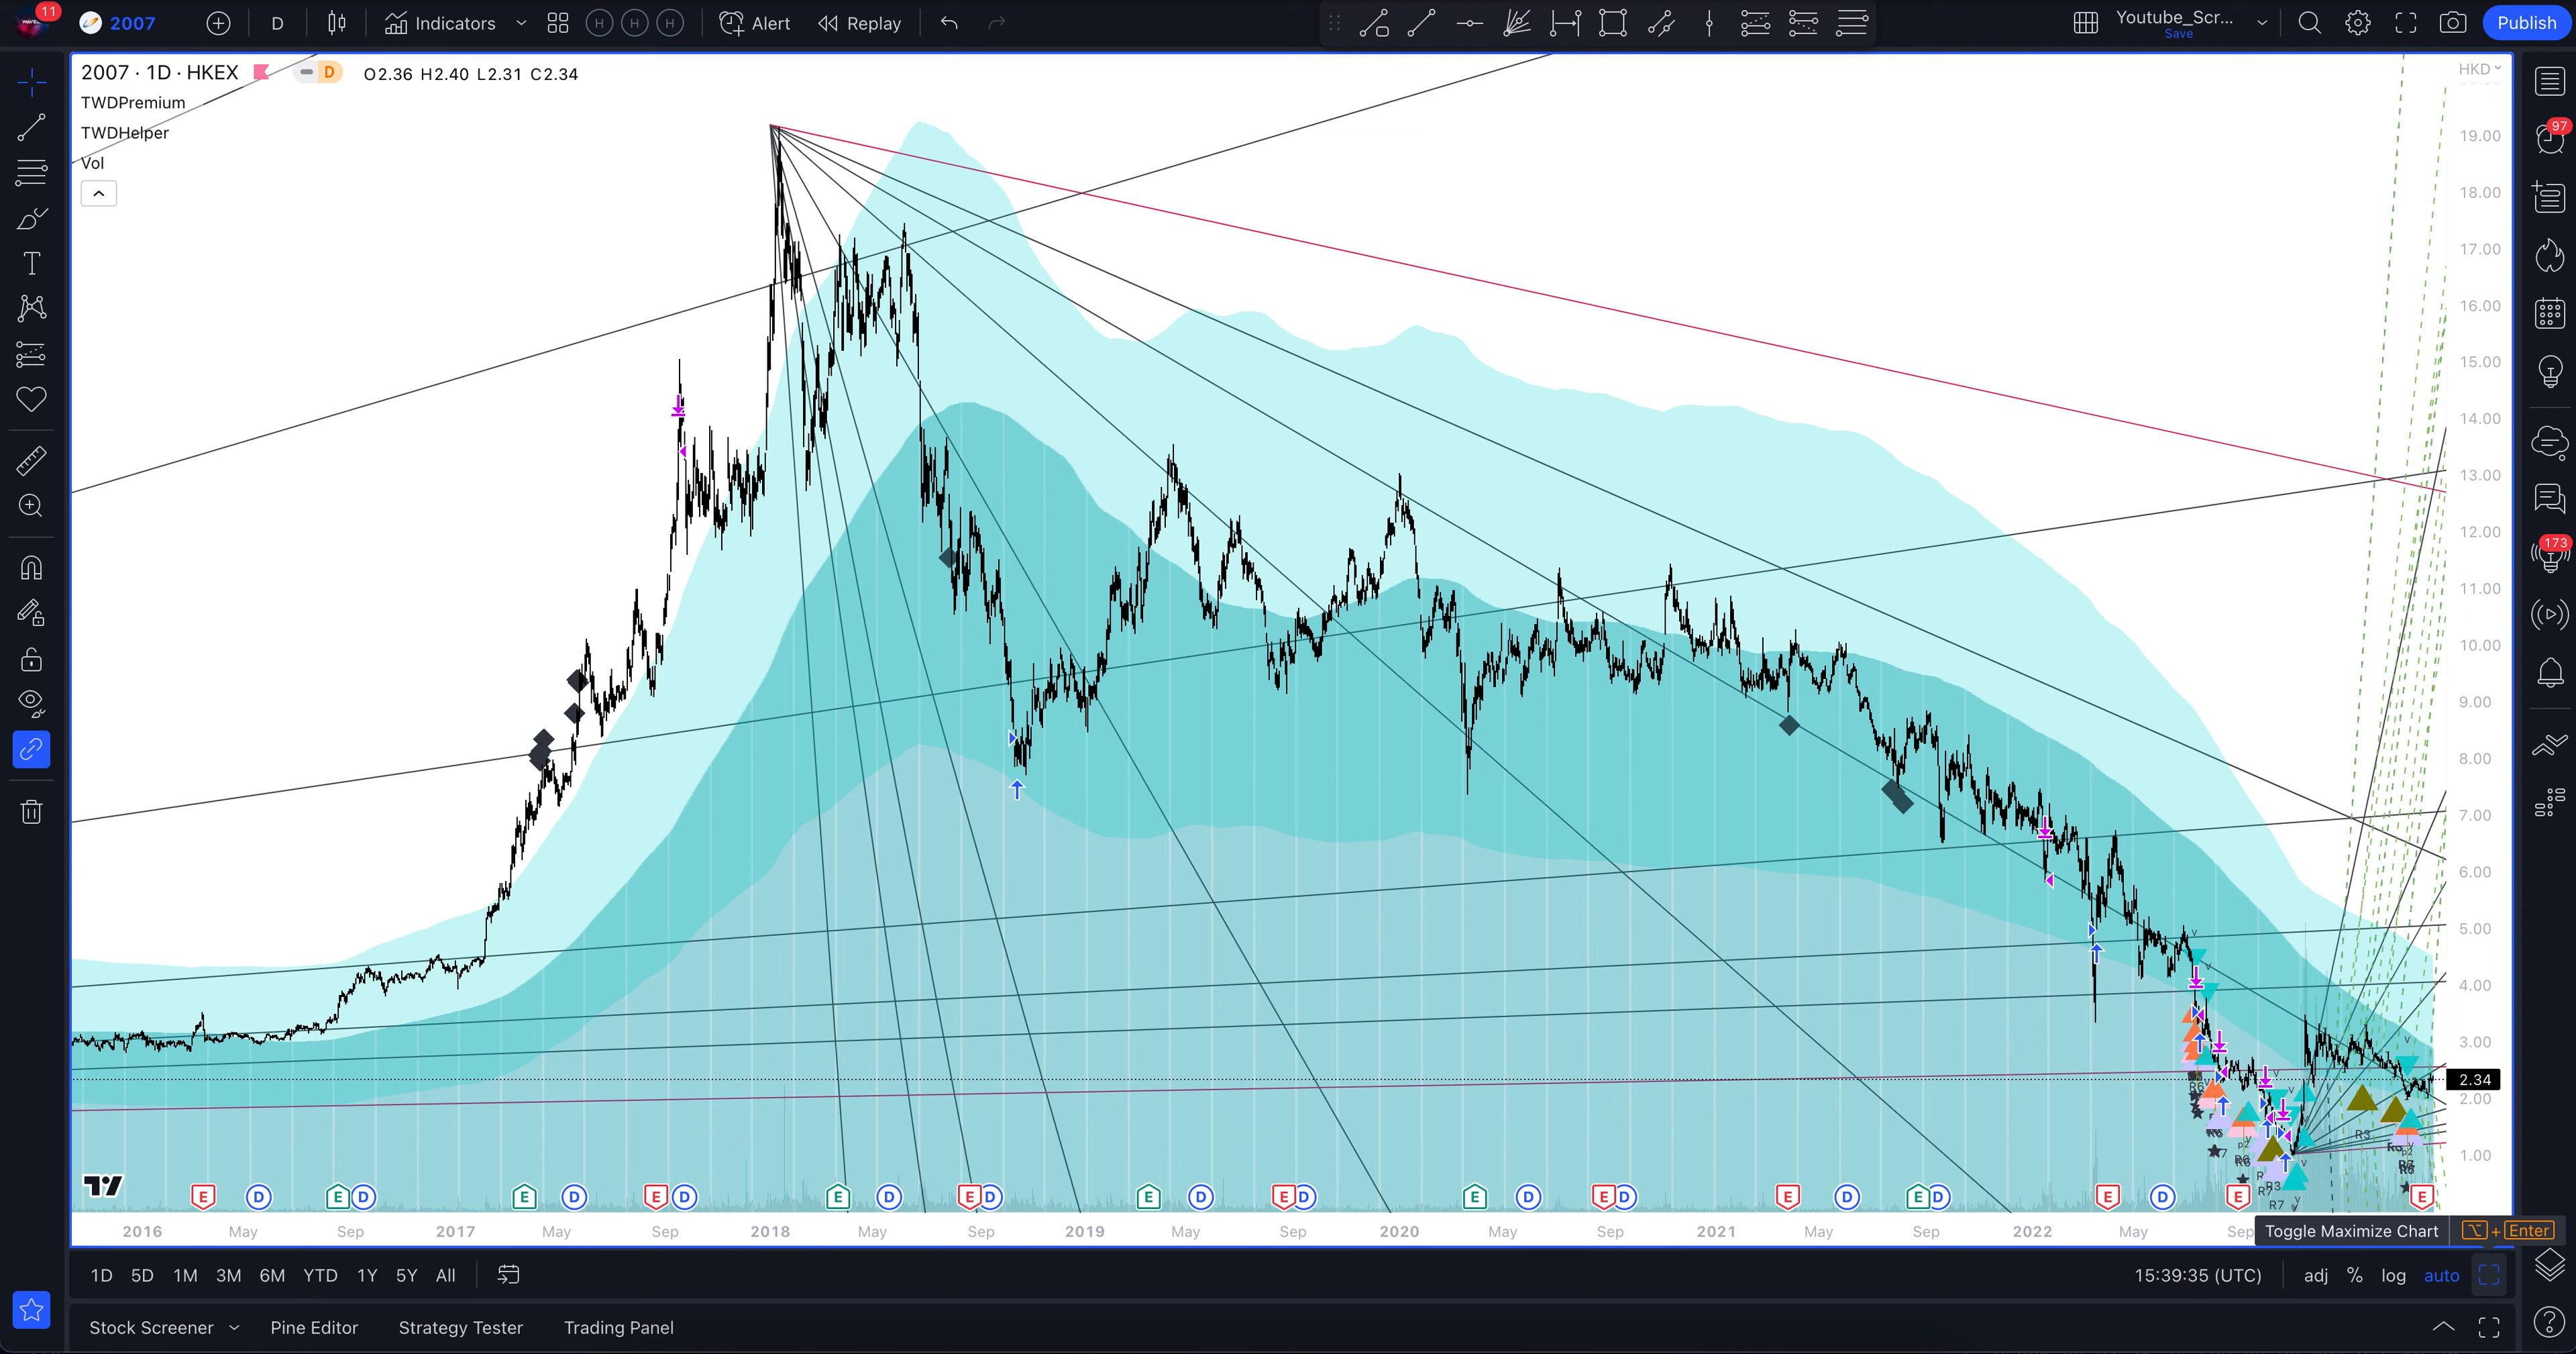 11
2007
D
Indicators
Alert
Replay
Youtube_Scr...
Save
Publish
2007 · 1D · HKEX
D
O2.36 H2.40 L2.31 C2.34
HKD
TWDPremium
TWDHelper
Vol
19.00
18.00
17.00
16.00
15.00
14.00
13.00
12.00
11.00
10.00
9.00
8.00
7.00
6.00
5.00
4.00
3.00
2.34
2.00
1.00
97
173
R3
R7
R7
E D E D E D E D E D E D E D E D E D E D E D E D E D E E
2016 May Sep 2017 May Sep 2018 May Sep 2019 May Sep 2020 May Sep 2021 May Sep 2022 May Sep
Toggle Maximize Chart ⌥ + Enter
1D 5D 1M 3M 6M YTD 1Y 5Y All
15:39:35 (UTC) adj % log auto
Stock Screener Pine Editor Strategy Tester Trading Panel